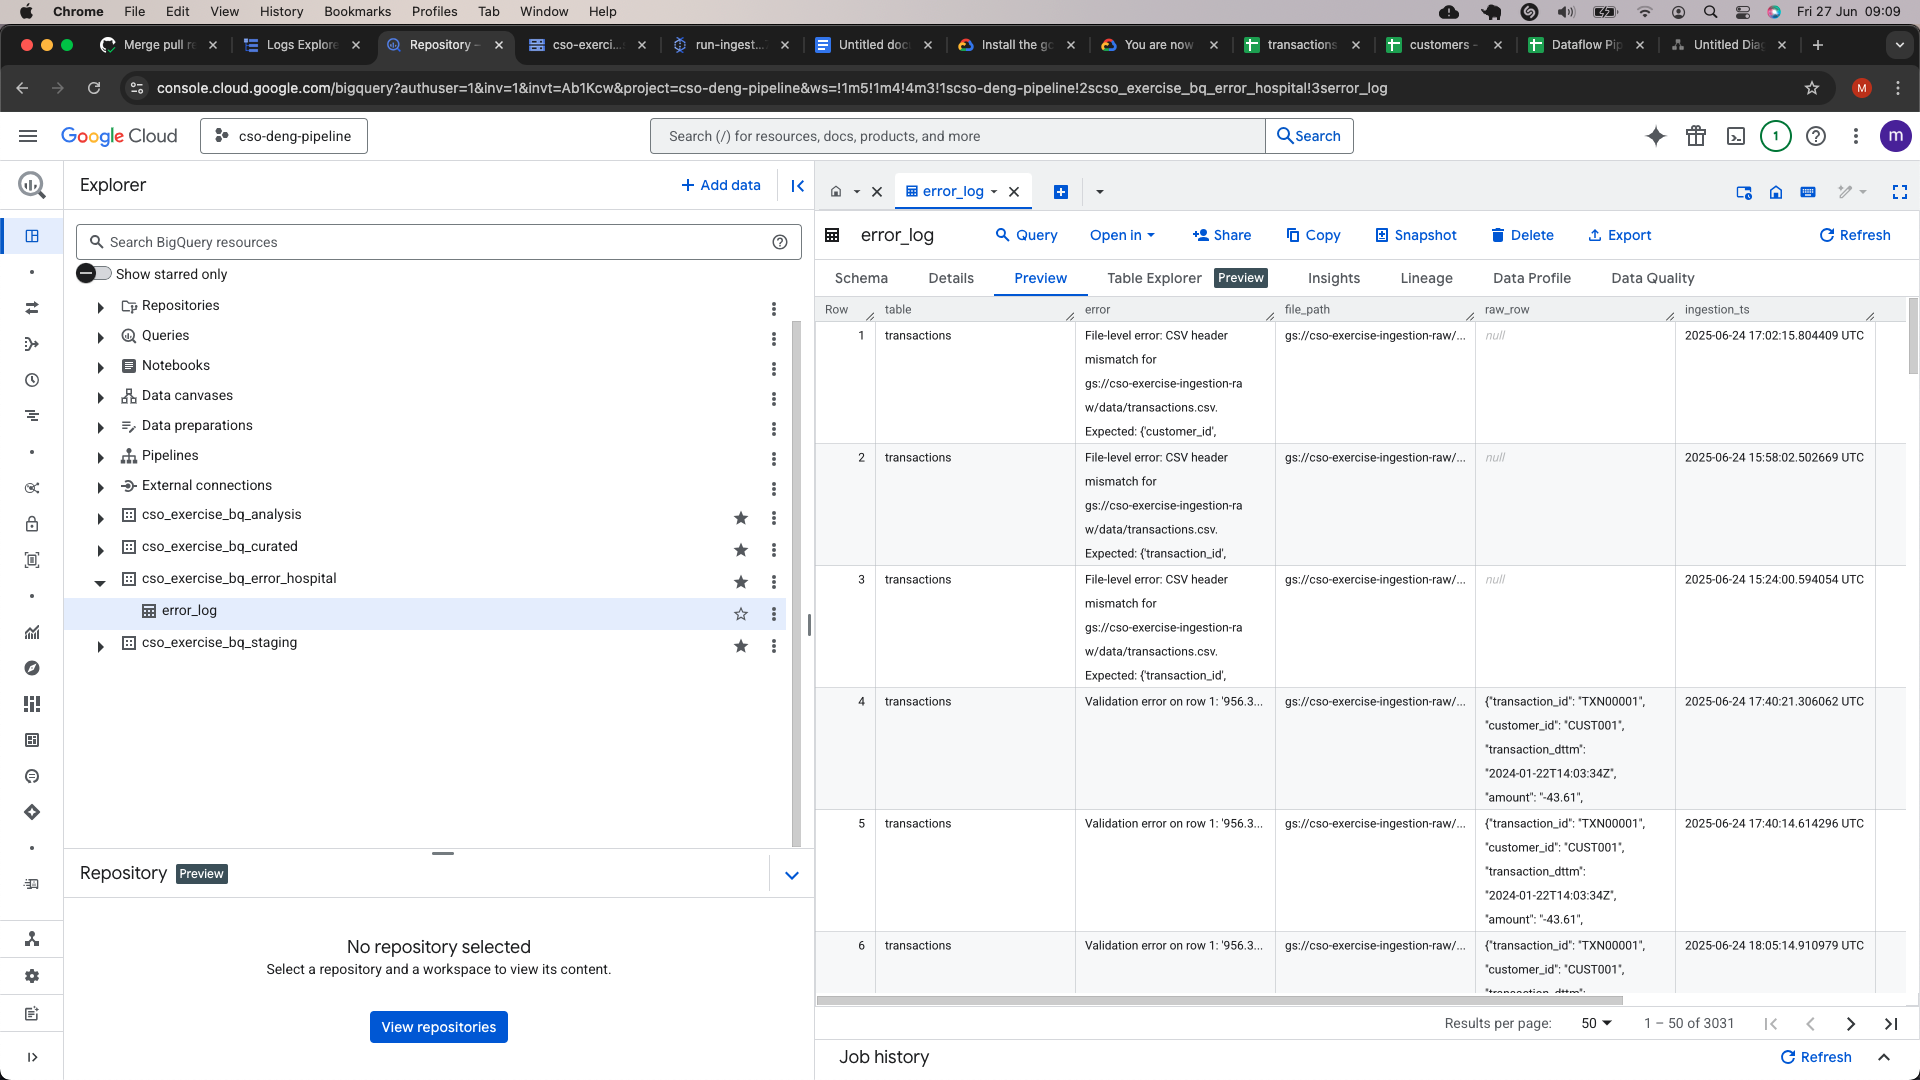 Chrome File Edit View History Bookmarks Profiles Tab Window Help Fri 27 Jun 09:09
Merge pull re Logs Explore Repository – cso-exerci... run-ingest... Untitled doc Install the gc You are now transactions customers - Dataflow Pip Untitled Diag
console.cloud.google.com/bigquery?authuser=1&inv=1&invt=Ab1Kcw&project=cso-deng-pipeline&ws=!1m5!1m4!4m3!1scso-deng-pipeline!2scso_exercise_bq_error_hospital!3serror_log M
Google Cloud cso-deng-pipeline Search (/) for resources, docs, products, and more Search 1 m
Explorer + Add data
Search BigQuery resources
Show starred only
Repositories
Queries
Notebooks
Data canvases
Data preparations
Pipelines
External connections
cso_exercise_bq_analysis
cso_exercise_bq_curated
cso_exercise_bq_error_hospital
error_log
cso_exercise_bq_staging
Repository Preview
No repository selected
Select a repository and a workspace to view its content.
View repositories
error_log
error_log Query Open in Share Copy Snapshot Delete Export Refresh
Schema Details Preview Table Explorer Preview Insights Lineage Data Profile Data Quality
Row table error file_path raw_row ingestion_ts
1 transactions File-level error: CSV header gs://cso-exercise-ingestion-raw/... null 2025-06-24 17:02:15.804409 UTC
mismatch for
gs://cso-exercise-ingestion-ra
w/data/transactions.csv.
Expected: {'customer_id',
2 transactions File-level error: CSV header gs://cso-exercise-ingestion-raw/... null 2025-06-24 15:58:02.502669 UTC
mismatch for
gs://cso-exercise-ingestion-ra
w/data/transactions.csv.
Expected: {'transaction_id',
3 transactions File-level error: CSV header gs://cso-exercise-ingestion-raw/... null 2025-06-24 15:24:00.594054 UTC
mismatch for
gs://cso-exercise-ingestion-ra
w/data/transactions.csv.
Expected: {'transaction_id',
4 transactions Validation error on row 1: '956.3... gs://cso-exercise-ingestion-raw/... {"transaction_id": "TXN00001", 2025-06-24 17:40:21.306062 UTC
"customer_id": "CUST001",
"transaction_dttm":
"2024-01-22T14:03:34Z",
"amount": "-43.61",
5 transactions Validation error on row 1: '956.3... gs://cso-exercise-ingestion-raw/... {"transaction_id": "TXN00001", 2025-06-24 17:40:14.614296 UTC
"customer_id": "CUST001",
"transaction_dttm":
"2024-01-22T14:03:34Z",
"amount": "-43.61",
6 transactions Validation error on row 1: '956.3... gs://cso-exercise-ingestion-raw/... {"transaction_id": "TXN00001", 2025-06-24 18:05:14.910979 UTC
"customer_id": "CUST001",
"transaction_dttm":
Results per page: 50 1 – 50 of 3031
Job history Refresh